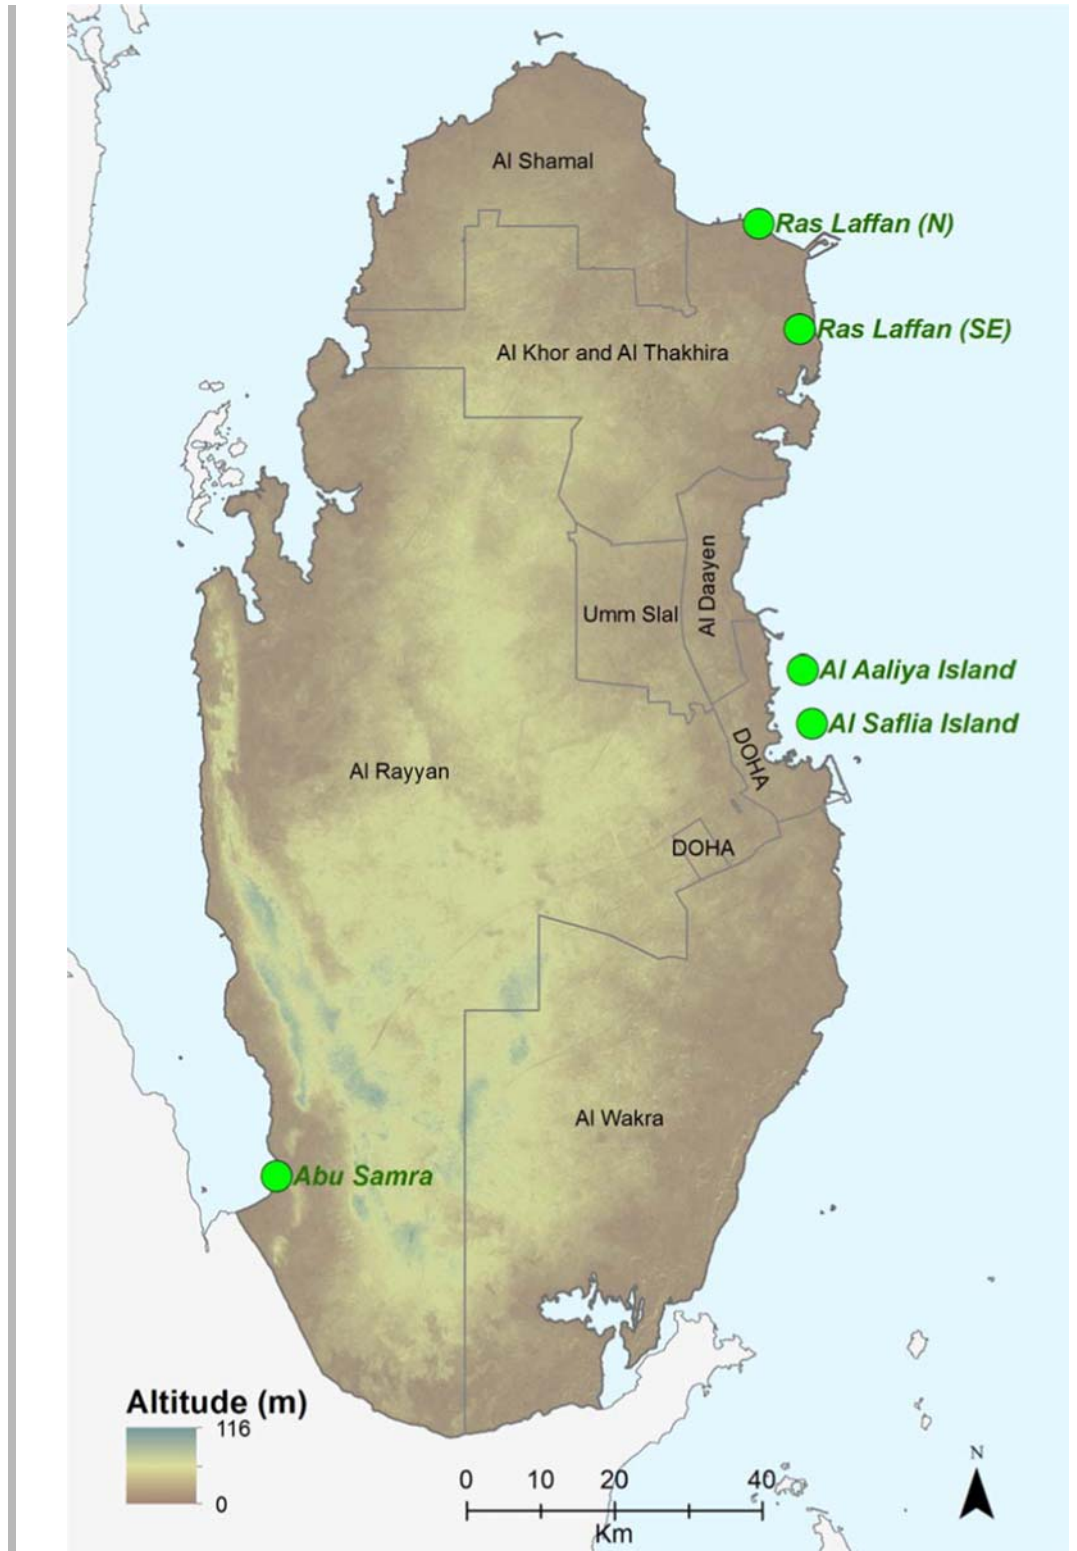 Al Shamal
Ras Laffan (N)
Ras Laffan (SE)
Al Khor and Al Thakhira
Al Daayen
Umm Slal
Al Aaliya Island
Al Saflia Island
DOHA
Al Rayyan
DOHA
Al Wakra
Abu Samra
Altitude (m)
116
0
0 10 20 40
Km
N